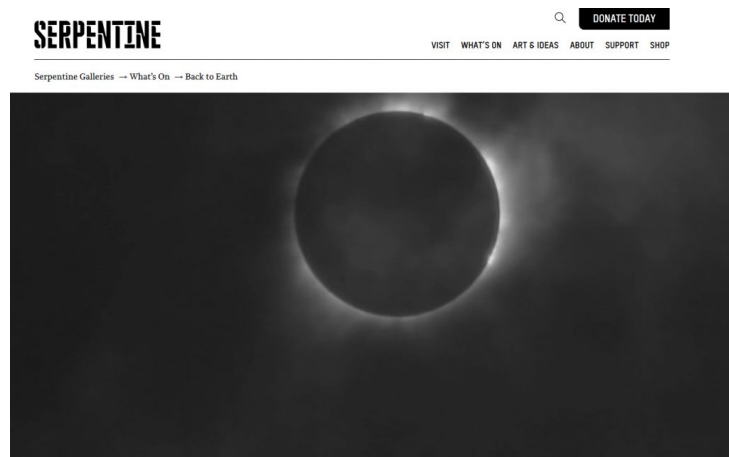 DONATE TODAY
SERPENTINE
VISIT WHAT'S ON ART & IDEAS ABOUT SUPPORT SHOP
Serpentine Galleries → What's On → Back to Earth